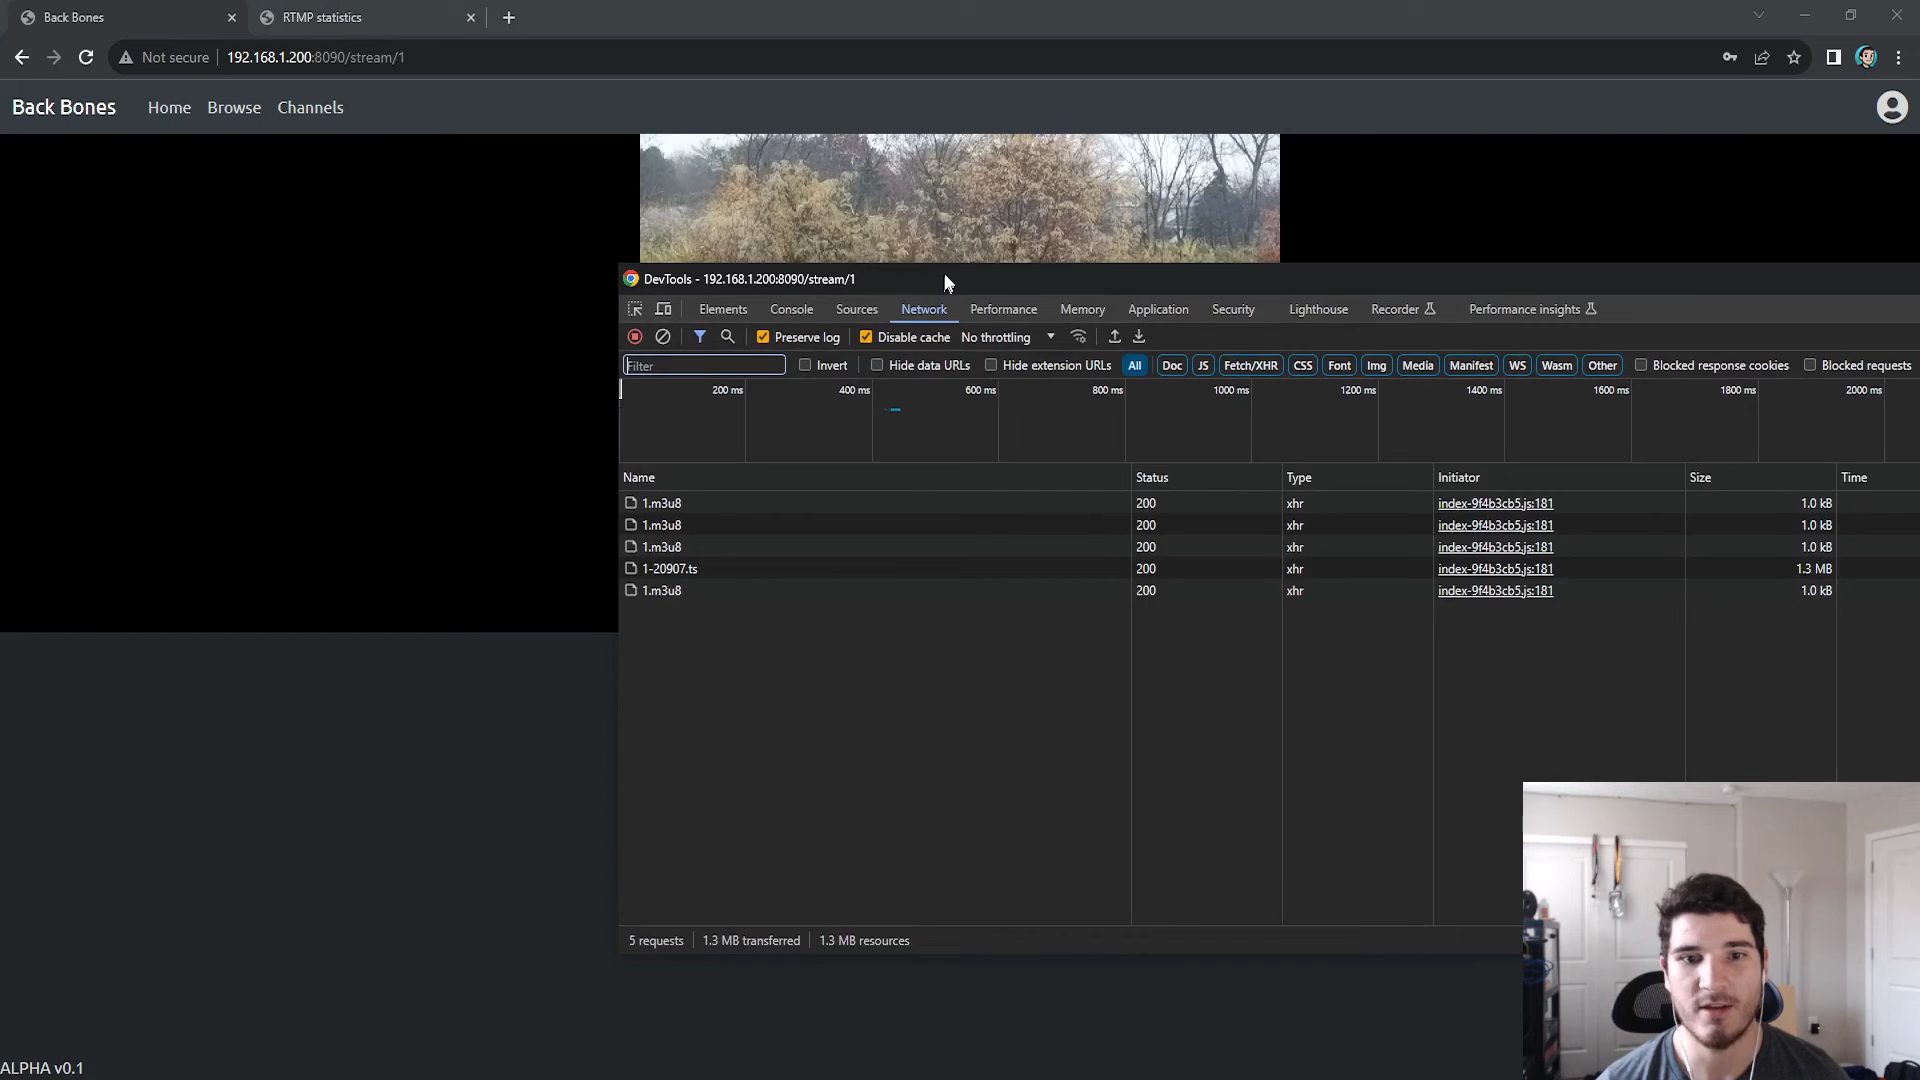 Back Bones
RTMP statistics
Not secure
192.168.1.200:8090/stream/1
Back Bones Home Browse Channels
DevTools - 192.168.1.200:8090/stream/1
Elements Console Sources Network Performance Memory Application Security Lighthouse Recorder Performance insights
Preserve log Disable cache No throttling
Filter Invert Hide data URLs Hide extension URLs All Doc JS Fetch/XHR CSS Font Img Media Manifest WS Wasm Other Blocked response cookies Blocked requests
200 ms 400 ms 600 ms 800 ms 1000 ms 1200 ms 1400 ms 1600 ms 1800 ms 2000 ms
Name Status Type Initiator Size Time
1.m3u8 200 xhr index-9f4b3cb5.js:181 1.0 kB
1.m3u8 200 xhr index-9f4b3cb5.js:181 1.0 kB
1.m3u8 200 xhr index-9f4b3cb5.js:181 1.0 kB
1-20907.ts 200 xhr index-9f4b3cb5.js:181 1.3 MB
1.m3u8 200 xhr index-9f4b3cb5.js:181 1.0 kB
5 requests 1.3 MB transferred 1.3 MB resources
ALPHA v0.1